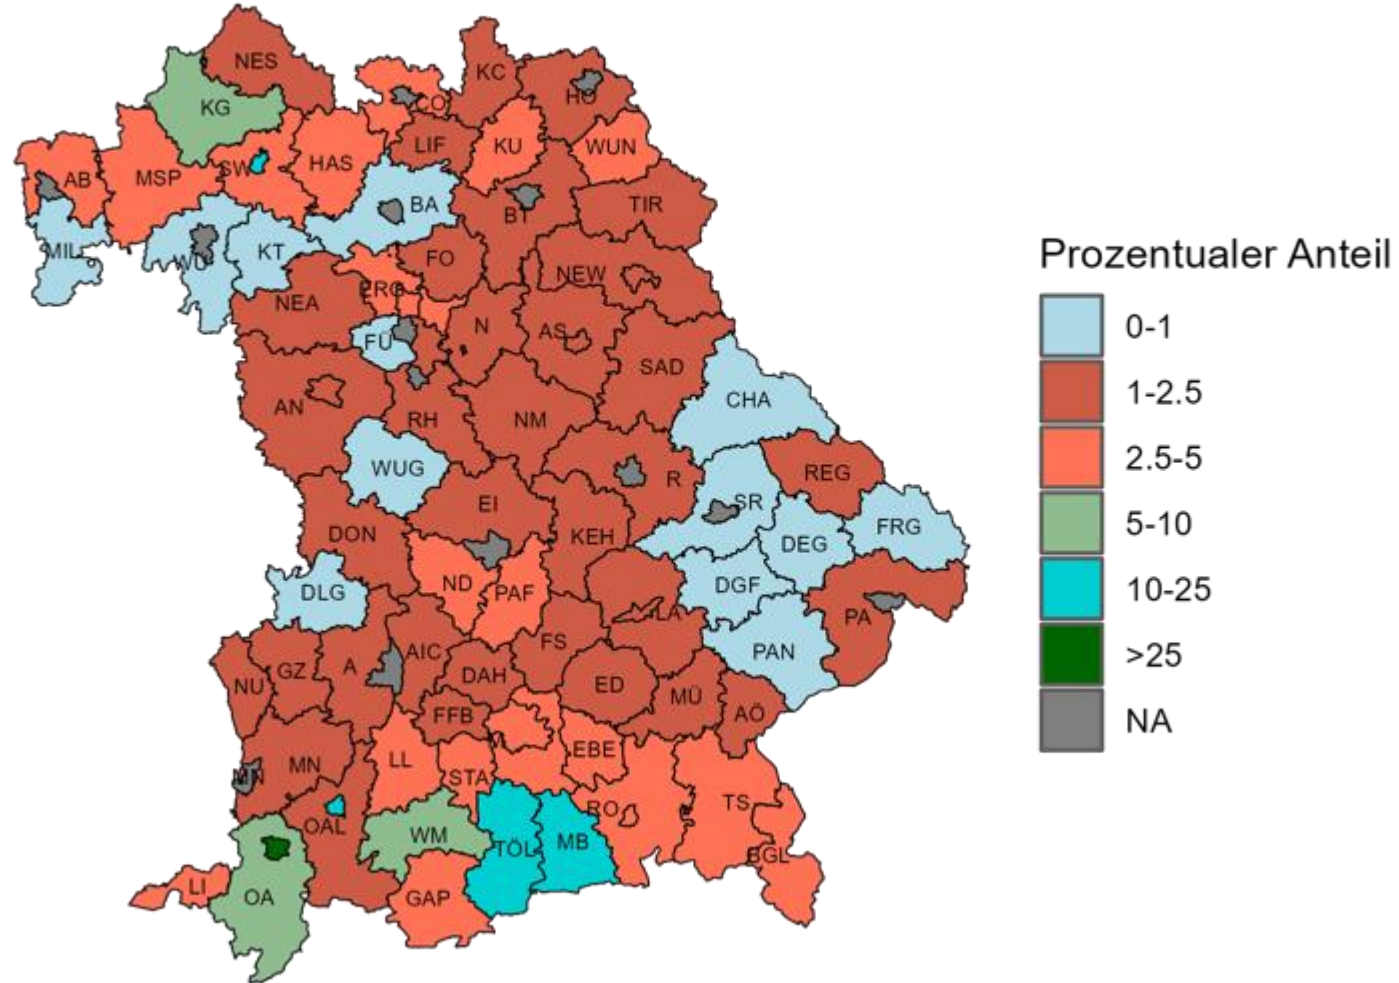 NES
KC
HO
KG
CO
LIF
KU
WUN
SW
HAS
AB
MSP
BA
BT
TIR
MIL
WÜ
KT
FO
NEW
ERG
NEA
N
AS
FÜ
SAD
CHA
AN
RH
NM
WUG
R
REG
EI
SR
DON
KEH
DEG
FRG
ND
PAF
DGF
DLG
LA
PA
FS
PAN
A
AIC
NU
GZ
DAH
ED
MÜ
FFB
AÖ
M
MN
MN
LL
EBE
STA
OAL
RO
TS
WM
TÖL
MB
BGL
LI
OA
GAP
Prozentualer Anteil
0-1
1-2.5
2.5-5
5-10
10-25
>25
NA